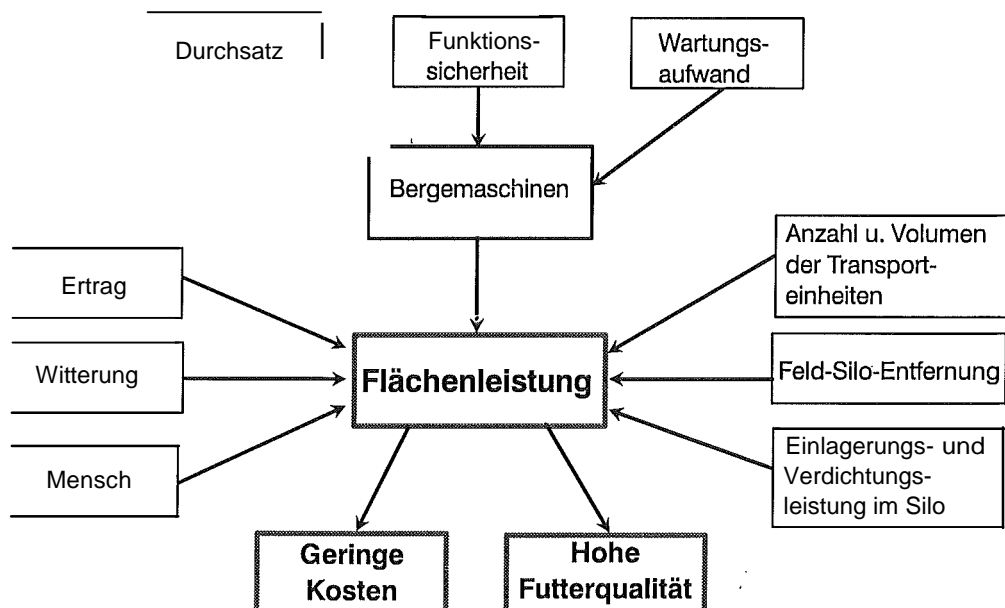 Durchsatz
Funktions-
sicherheit
Wartungs-
aufwand
Bergemaschinen
Ertrag
Witterung
Mensch
Flächenleistung
Anzahl u. Volumen
der Transport-
einheiten
Feld-Silo-Entfernung
Einlagerungs- und
Verdichtungs-
leistung im Silo
Geringe
Kosten
Hohe
Futterqualität